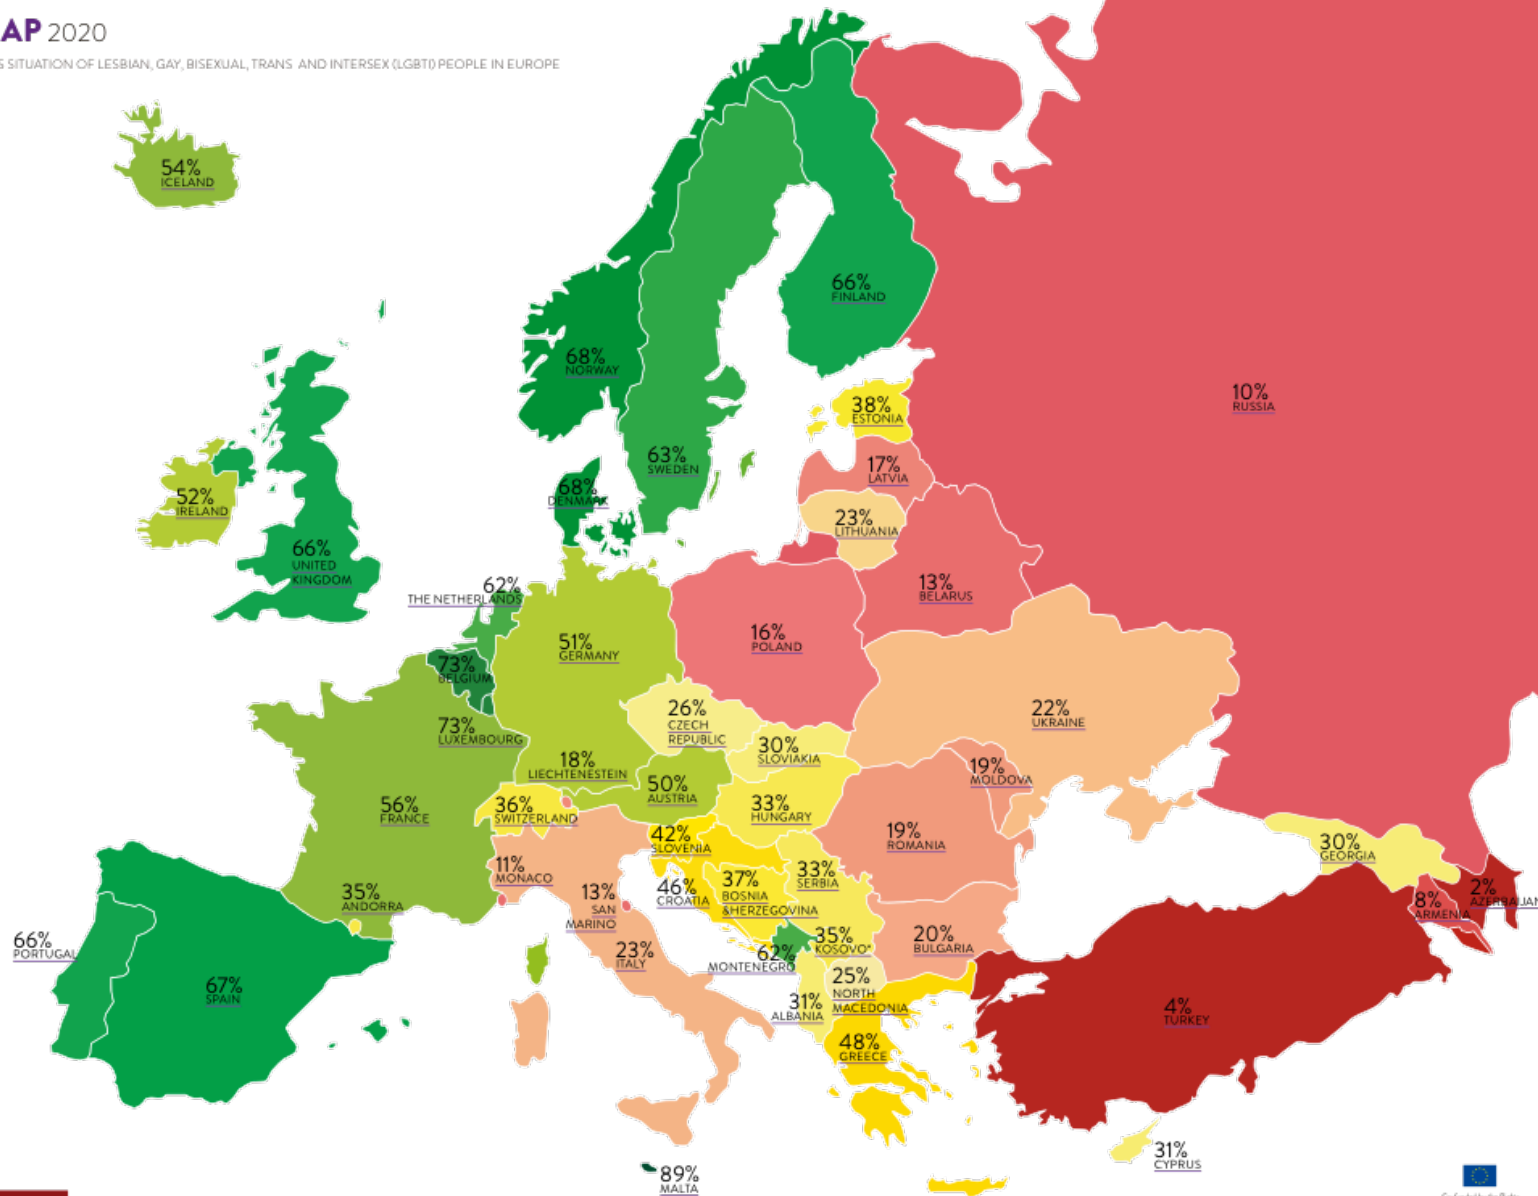 AP 2020
SITUATION OF LESBIAN, GAY, BISEXUAL, TRANS AND INTERSEX (LGBTI) PEOPLE IN EUROPE
54%
ICELAND
66%
FINLAND
68%
NORWAY
10%
RUSSIA
38%
ESTONIA
63%
SWEDEN
17%
LATVIA
68%
DENMARK
52%
IRELAND
23%
LITHUANIA
66%
UNITED
KINGDOM
62%
THE NETHERLANDS
13%
BELARUS
51%
GERMANY
16%
POLAND
73%
BELGIUM
26%
CZECH
REPUBLIC
22%
UKRAINE
73%
LUXEMBOURG
30%
SLOVIAKIA
18%
LIECHTENESTEIN
19%
MOLDOVA
50%
AUSTRIA
56%
FRANCE
36%
SWITZERLAND
33%
HUNGARY
42%
SLOVENIA
19%
ROMANIA
30%
GEORGIA
11%
MONACO
33%
SERBIA
35%
ANDORRA
13%
SAN
MARINO
46%
CROATIA
37%
BOSNIA
&HERZEGOVINA
2%
AZERBAIJAN
8%
ARMENIA
66%
PORTUGAL
23%
ITALY
62%
MONTENEGRO
35%
KOSOVO*
20%
BULGARIA
67%
SPAIN
25%
NORTH
MACEDONIA
31%
ALBANIA
4%
TURKEY
48%
GREECE
31%
CYPRUS
89%
MALTA